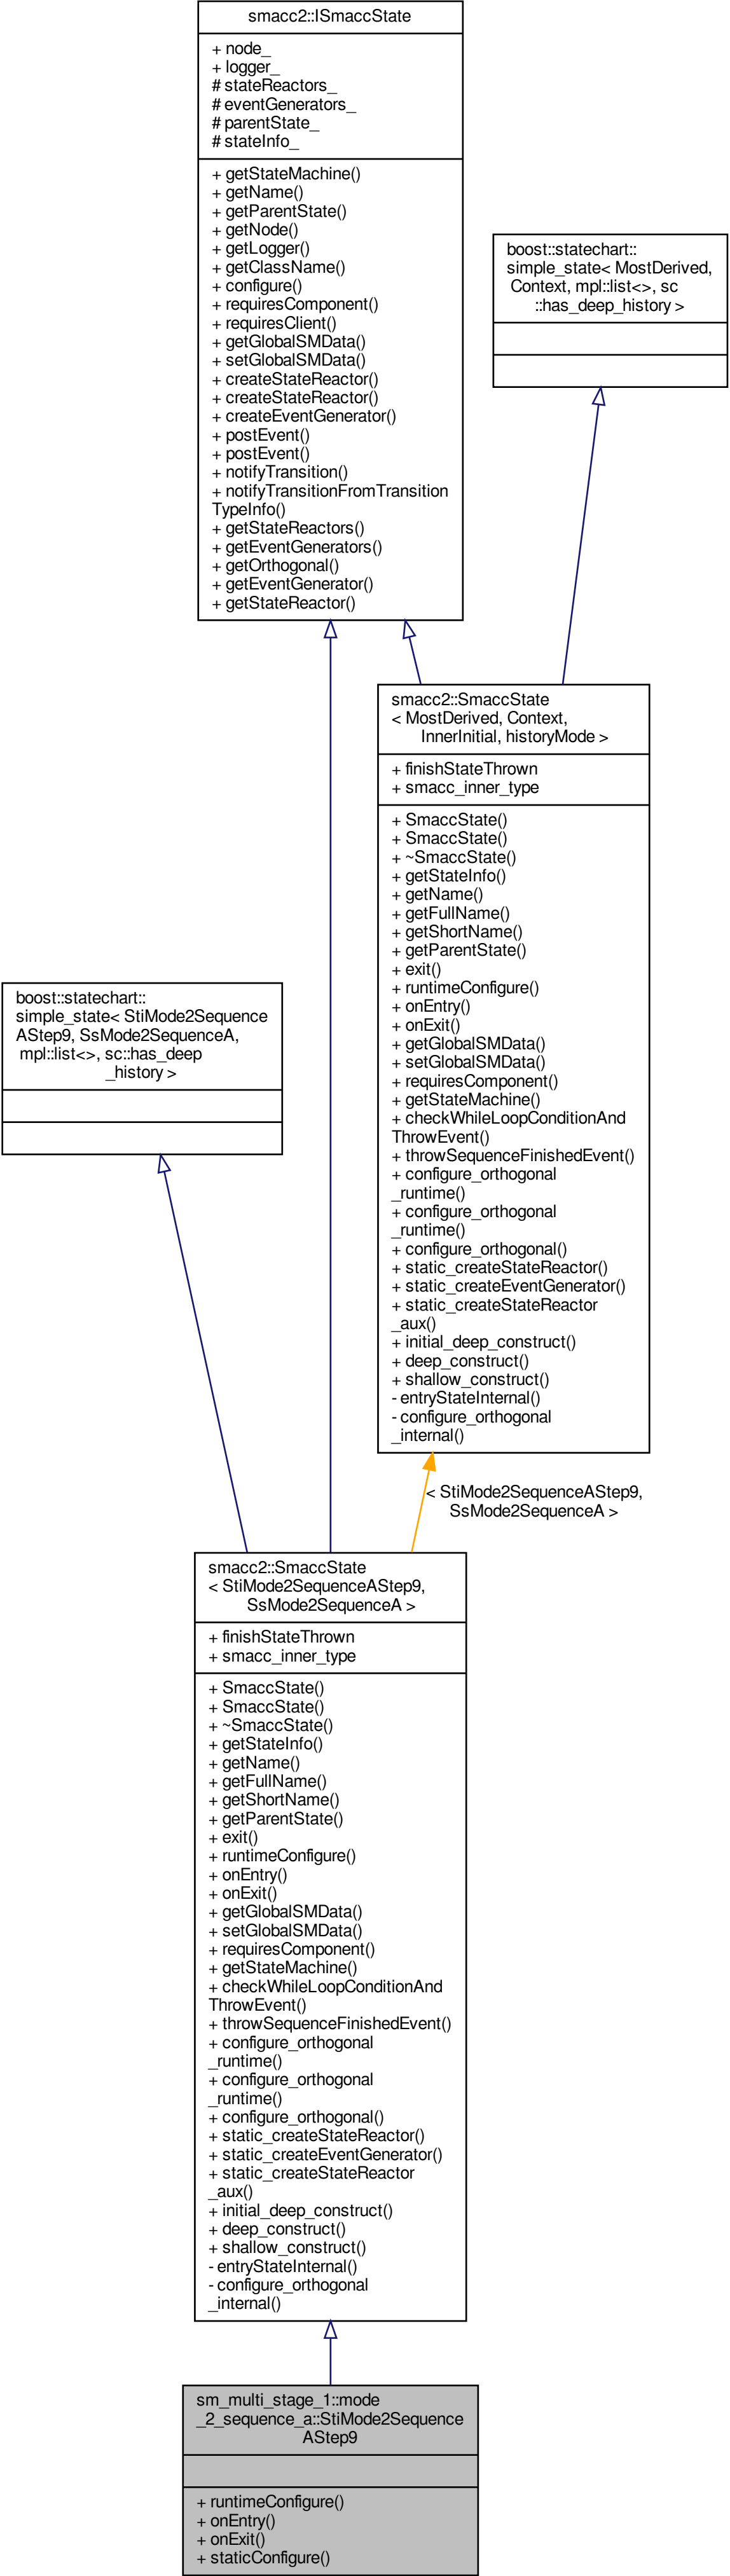 smacc2::ISmaccState
+ node_
+ logger_
# stateReactors_
# eventGenerators_
# parentState_
# stateInfo_
+ getStateMachine()
+ getName()
+ getParentState()
+ getNode()
+ getLogger()
+ getClassName()
+ configure()
+ requiresComponent()
+ requiresClient()
+ getGlobalSMData()
+ setGlobalSMData()
+ createStateReactor()
+ createStateReactor()
+ createEventGenerator()
+ postEvent()
+ postEvent()
+ notifyTransition()
+ notifyTransitionFromTransition
TypeInfo()
+ getStateReactors()
+ getEventGenerators()
+ getOrthogonal()
+ getEventGenerator()
+ getStateReactor()
boost::statechart::
simple_state< MostDerived,
Context, mpl::list<>, sc
::has_deep_history >
smacc2::SmaccState
< MostDerived, Context,
InnerInitial, historyMode >
+ finishStateThrown
+ smacc_inner_type
+ SmaccState()
+ SmaccState()
+ ~SmaccState()
+ getStateInfo()
+ getName()
+ getFullName()
+ getShortName()
+ getParentState()
+ exit()
+ runtimeConfigure()
+ onEntry()
+ onExit()
+ getGlobalSMData()
+ setGlobalSMData()
+ requiresComponent()
+ getStateMachine()
+ checkWhileLoopConditionAnd
ThrowEvent()
+ throwSequenceFinishedEvent()
+ configure_orthogonal
_runtime()
+ configure_orthogonal
_runtime()
+ configure_orthogonal()
+ static_createStateReactor()
+ static_createEventGenerator()
+ static_createStateReactor
_aux()
+ initial_deep_construct()
+ deep_construct()
+ shallow_construct()
- entryStateInternal()
- configure_orthogonal
_internal()
boost::statechart::
simple_state< StiMode2Sequence
AStep9, SsMode2SequenceA,
mpl::list<>, sc::has_deep
_history >
< StiMode2SequenceAStep9,
SsMode2SequenceA >
smacc2::SmaccState
< StiMode2SequenceAStep9,
SsMode2SequenceA >
+ finishStateThrown
+ smacc_inner_type
+ SmaccState()
+ SmaccState()
+ ~SmaccState()
+ getStateInfo()
+ getName()
+ getFullName()
+ getShortName()
+ getParentState()
+ exit()
+ runtimeConfigure()
+ onEntry()
+ onExit()
+ getGlobalSMData()
+ setGlobalSMData()
+ requiresComponent()
+ getStateMachine()
+ checkWhileLoopConditionAnd
ThrowEvent()
+ throwSequenceFinishedEvent()
+ configure_orthogonal
_runtime()
+ configure_orthogonal
_runtime()
+ configure_orthogonal()
+ static_createStateReactor()
+ static_createEventGenerator()
+ static_createStateReactor
_aux()
+ initial_deep_construct()
+ deep_construct()
+ shallow_construct()
- entryStateInternal()
- configure_orthogonal
_internal()
sm_multi_stage_1::mode
_2_sequence_a::StiMode2Sequence
AStep9
+ runtimeConfigure()
+ onEntry()
+ onExit()
+ staticConfigure()